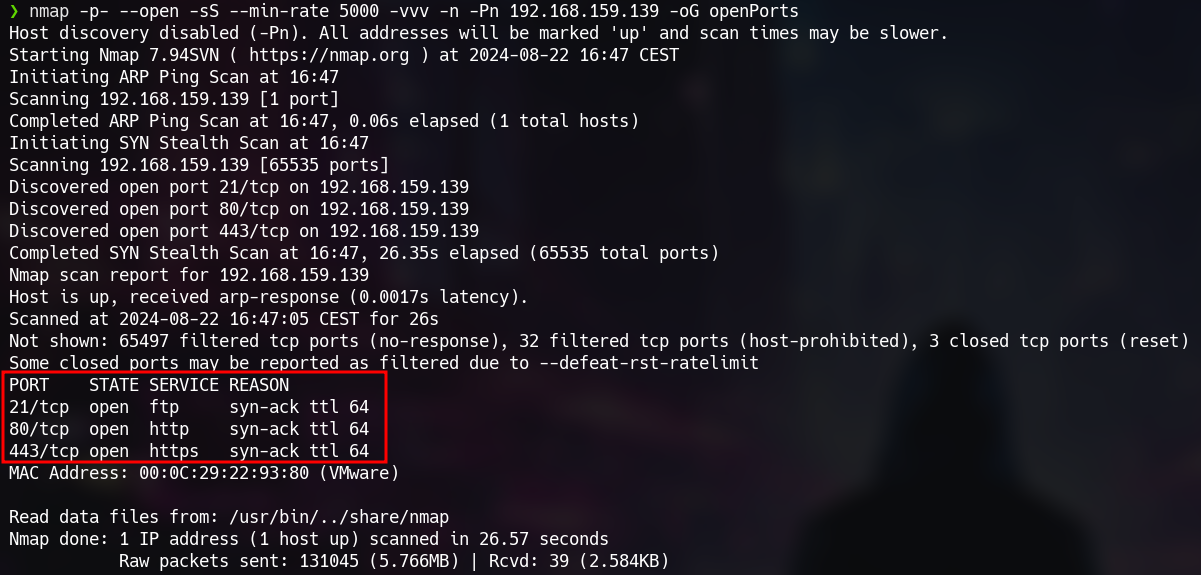 ❯ nmap -p- --open -sS --min-rate 5000 -vvv -n -Pn 192.168.159.139 -oG openPorts
Host discovery disabled (-Pn). All addresses will be marked 'up' and scan times may be slower.
Starting Nmap 7.94SVN ( https://nmap.org ) at 2024-08-22 16:47 CEST
Initiating ARP Ping Scan at 16:47
Scanning 192.168.159.139 [1 port]
Completed ARP Ping Scan at 16:47, 0.06s elapsed (1 total hosts)
Initiating SYN Stealth Scan at 16:47
Scanning 192.168.159.139 [65535 ports]
Discovered open port 21/tcp on 192.168.159.139
Discovered open port 80/tcp on 192.168.159.139
Discovered open port 443/tcp on 192.168.159.139
Completed SYN Stealth Scan at 16:47, 26.35s elapsed (65535 total ports)
Nmap scan report for 192.168.159.139
Host is up, received arp-response (0.0017s latency).
Scanned at 2024-08-22 16:47:05 CEST for 26s
Not shown: 65497 filtered tcp ports (no-response), 32 filtered tcp ports (host-prohibited), 3 closed tcp ports (reset)
Some closed ports may be reported as filtered due to --defeat-rst-ratelimit
PORT    STATE SERVICE REASON
21/tcp  open  ftp     syn-ack ttl 64
80/tcp  open  http    syn-ack ttl 64
443/tcp open  https   syn-ack ttl 64
MAC Address: 00:0C:29:22:93:80 (VMware)
Read data files from: /usr/bin/../share/nmap
Nmap done: 1 IP address (1 host up) scanned in 26.57 seconds
Raw packets sent: 131045 (5.766MB) | Rcvd: 39 (2.584KB)